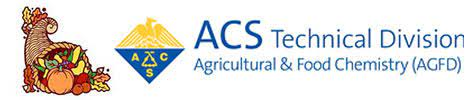 ACS Technical Division
Agricultural & Food Chemistry (AGFD)
A C
S